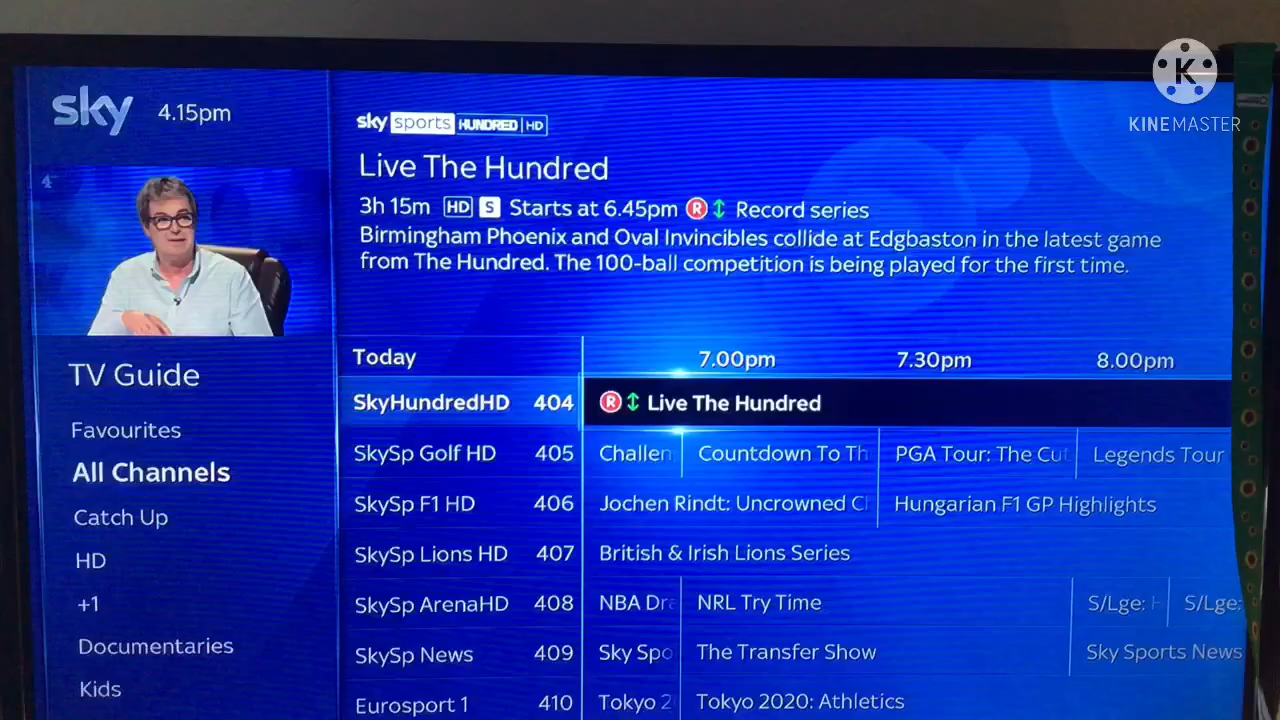 sky 4.15pm
K
KINEMASTER
4
sky sports HUNDRED HD
Live The Hundred
3h 15m HD S Starts at 6.45pm R Record series
Birmingham Phoenix and Oval Invincibles collide at Edgbaston in the latest game
from The Hundred. The 100-ball competition is being played for the first time.
TV Guide
Favourites
All Channels
Catch Up
HD
+1
Documentaries
Kids
Today 7.00pm 7.30pm 8.00pm
SkyHundredHD 404 R Live The Hundred
SkySp Golf HD 405 Challen Countdown To Th PGA Tour: The Cu Legends Tour
SkySp F1 HD 406 Jochen Rindt: Uncrowned Hungarian F1 GP Highlights
SkySp Lions HD 407 British & Irish Lions Series
SkySp ArenaHD 408 NBA Dra NRL Try Time S/Lge: S/Lge:
SkySp News 409 Sky Spo The Transfer Show Sky Sports News
Eurosport 1 410 Tokyo 2 Tokyo 2020: Athletics